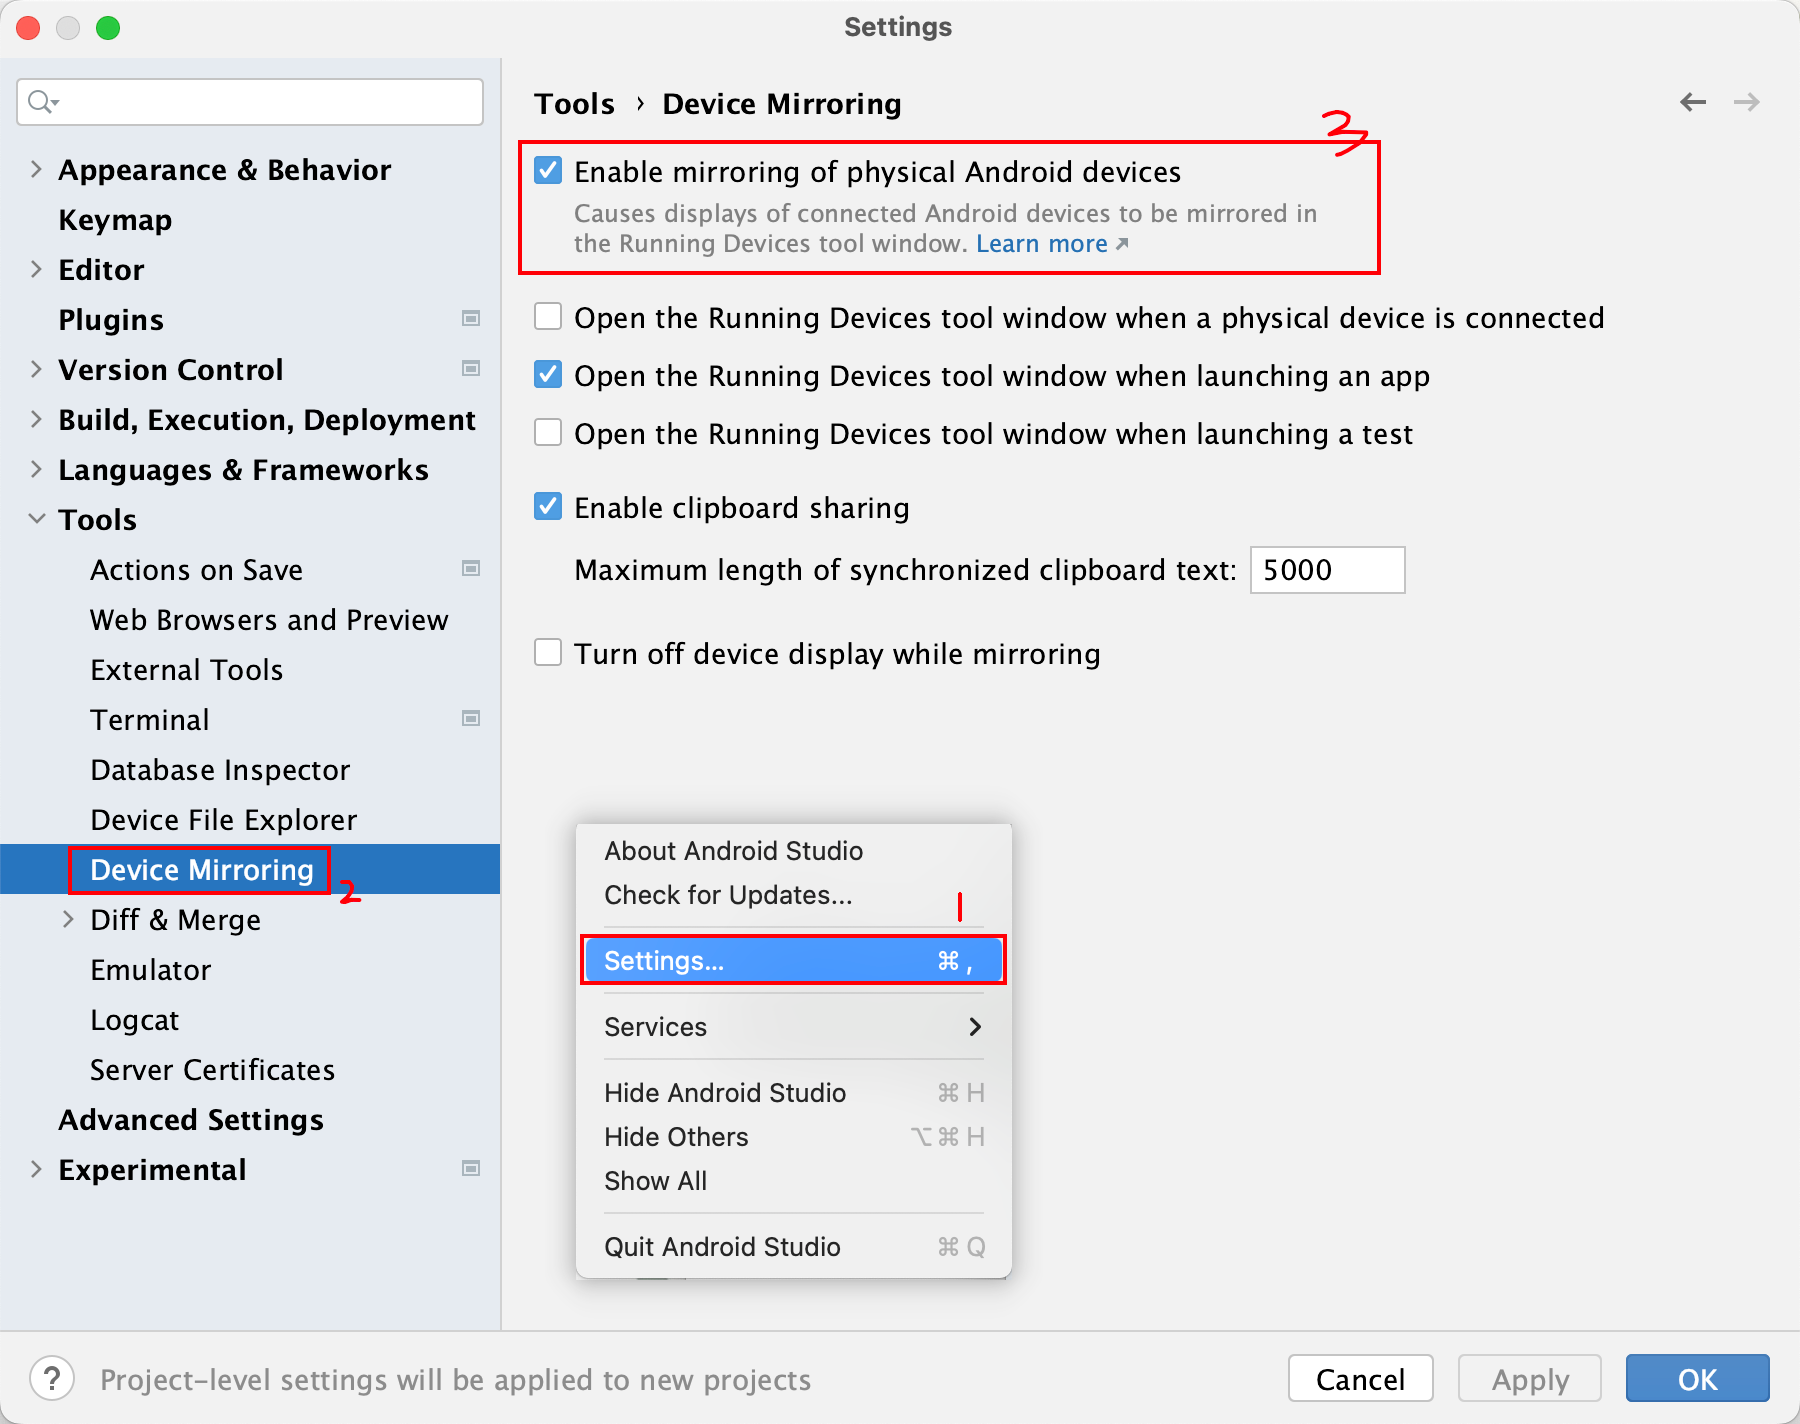 Settings
Appearance & Behavior
Keymap
Editor
Plugins
Version Control
Build, Execution, Deployment
Languages & Frameworks
Tools
Actions on Save
Web Browsers and Preview
External Tools
Terminal
Database Inspector
Device File Explorer
Device Mirroring 2
Diff & Merge
Emulator
Logcat
Server Certificates
Advanced Settings
Experimental
Tools › Device Mirroring
3
Enable mirroring of physical Android devices
Causes displays of connected Android devices to be mirrored in
the Running Devices tool window. Learn more ↗
Open the Running Devices tool window when a physical device is connected
Open the Running Devices tool window when launching an app
Open the Running Devices tool window when launching a test
Enable clipboard sharing
Maximum length of synchronized clipboard text: 5000
Turn off device display while mirroring
About Android Studio
Check for Updates...
1
Settings... ⌘ ,
Services
Hide Android Studio ⌘ H
Hide Others ⌥ ⌘ H
Show All
Quit Android Studio ⌘ Q
? Project-level settings will be applied to new projects
Cancel Apply OK